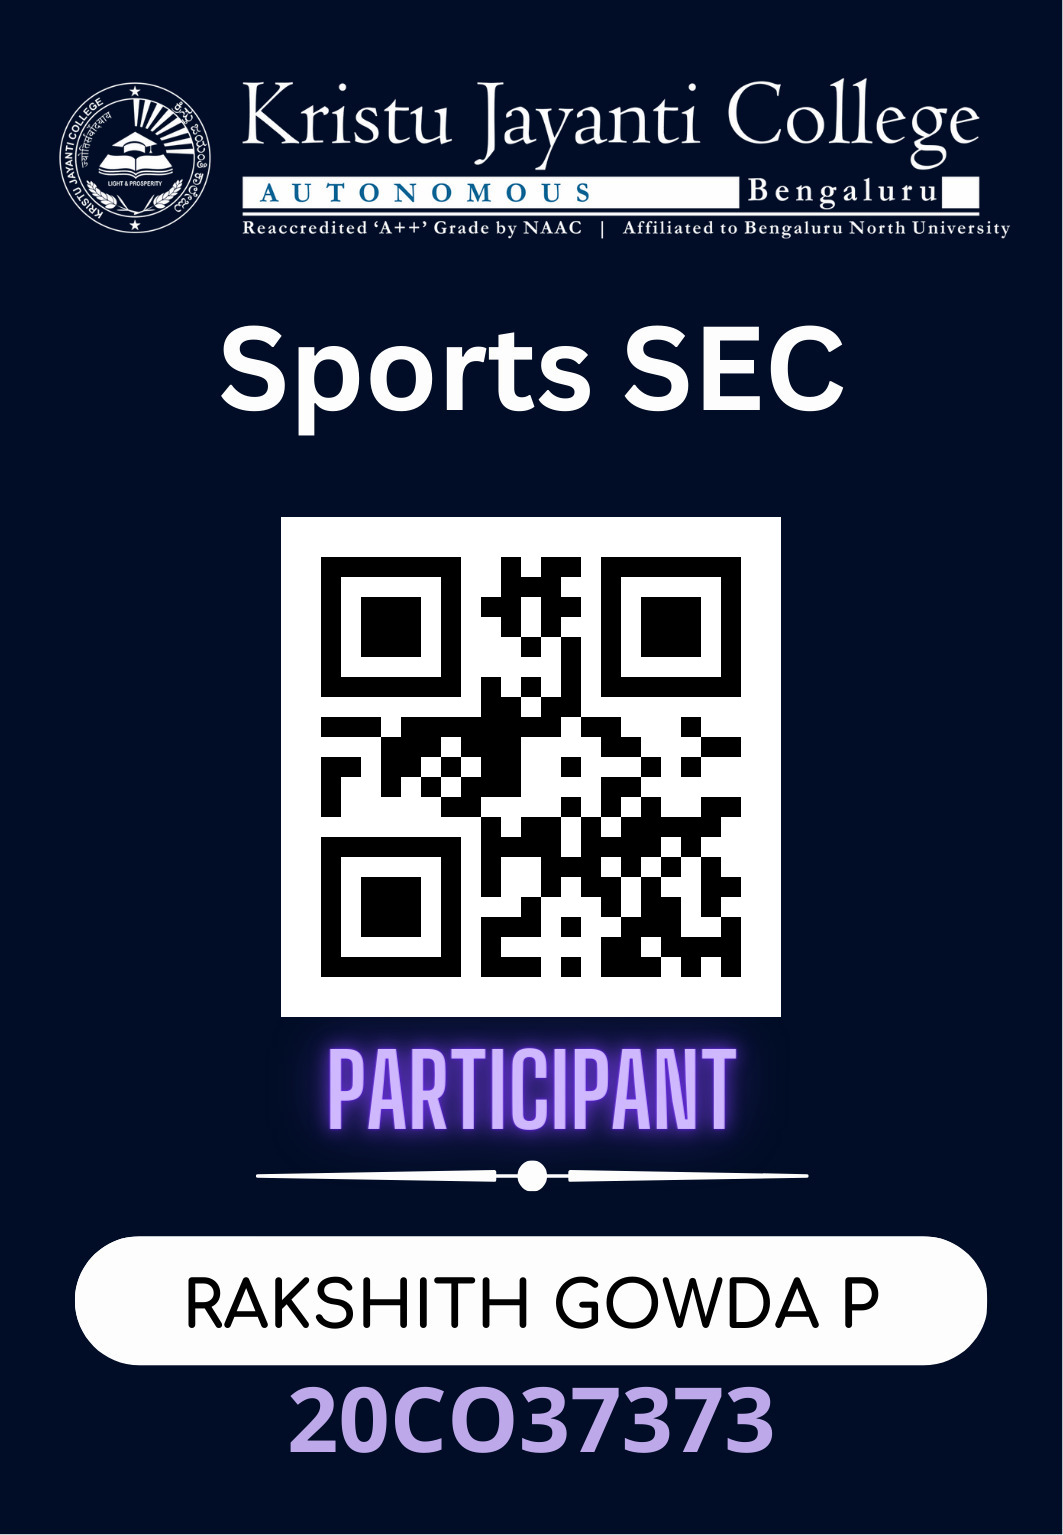 Kristu Jayanti College
AUTONOMOUS Bengaluru
Reaccredited ‘A++’ Grade by NAAC | Affiliated to Bengaluru North University
KRISTU JAYANTI COLLEGE
LIGHT & PROSPERITY
Sports SEC
PARTICIPANT
RAKSHITH GOWDA P
20CO37373